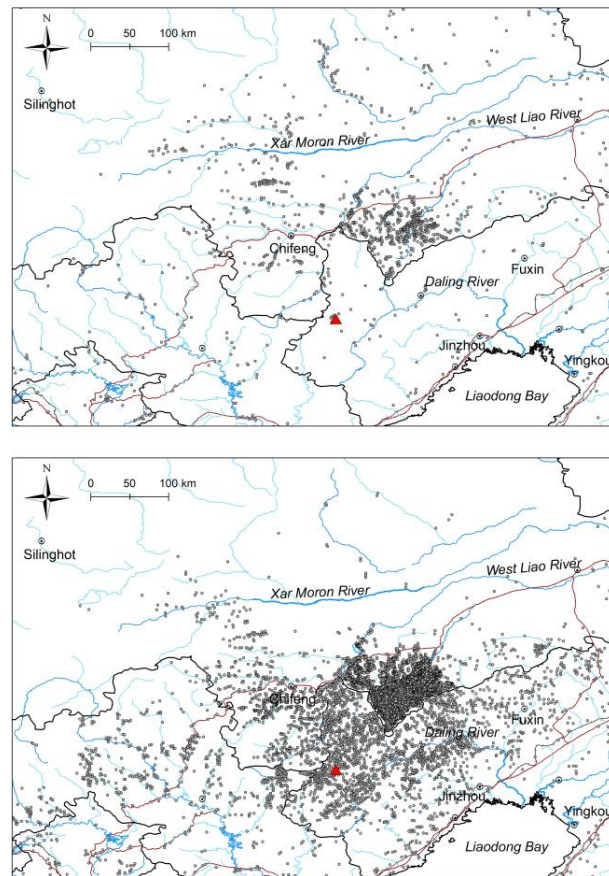 N
0 50 100 km
Silinghot
West Liao River
Xar Moron River
Chifeng
Fuxin
Daling River
Jinzhou
Yingkou
Liaodong Bay
N
0 50 100 km
Silinghot
West Liao River
Xar Moron River
Chifeng
Fuxin
Daling River
Jinzhou
Yingkou
Liaodong Bay